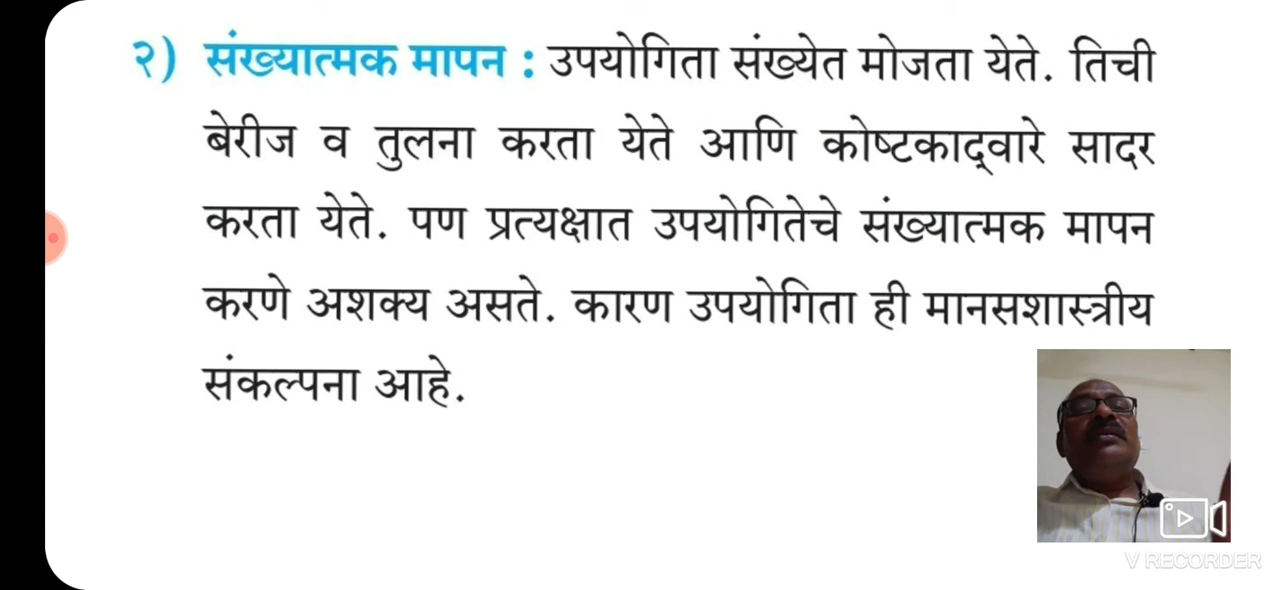 २) संख्यात्मक मापन : उपयोगिता संख्येत मोजता येते. तिची
बेरीज व तुलना करता येते आणि कोष्टकाद्‌वारे सादर
करता येते. पण प्रत्यक्षात उपयोगितेचे संख्यात्मक मापन
करणे अशक्य असते. कारण उपयोगिता ही मानसशास्त्रीय
संकल्पना आहे.
V RECORDER